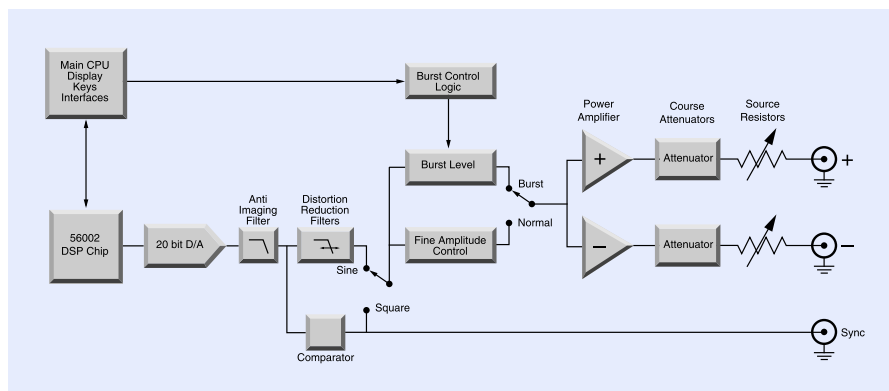 Main CPU
Display
Keys
Interfaces
Burst Control
Logic
Power
Amplifier
Course
Attenuators
Source
Resistors
+
Attenuator
+
Burst Level
Burst
Anti
Imaging
Filter
Distortion
Reduction
Filters
Normal
56002
DSP Chip
20 bit D/A
Fine Amplitude
Control
–
Attenuator
–
Sine
Square
Comparator
Sync